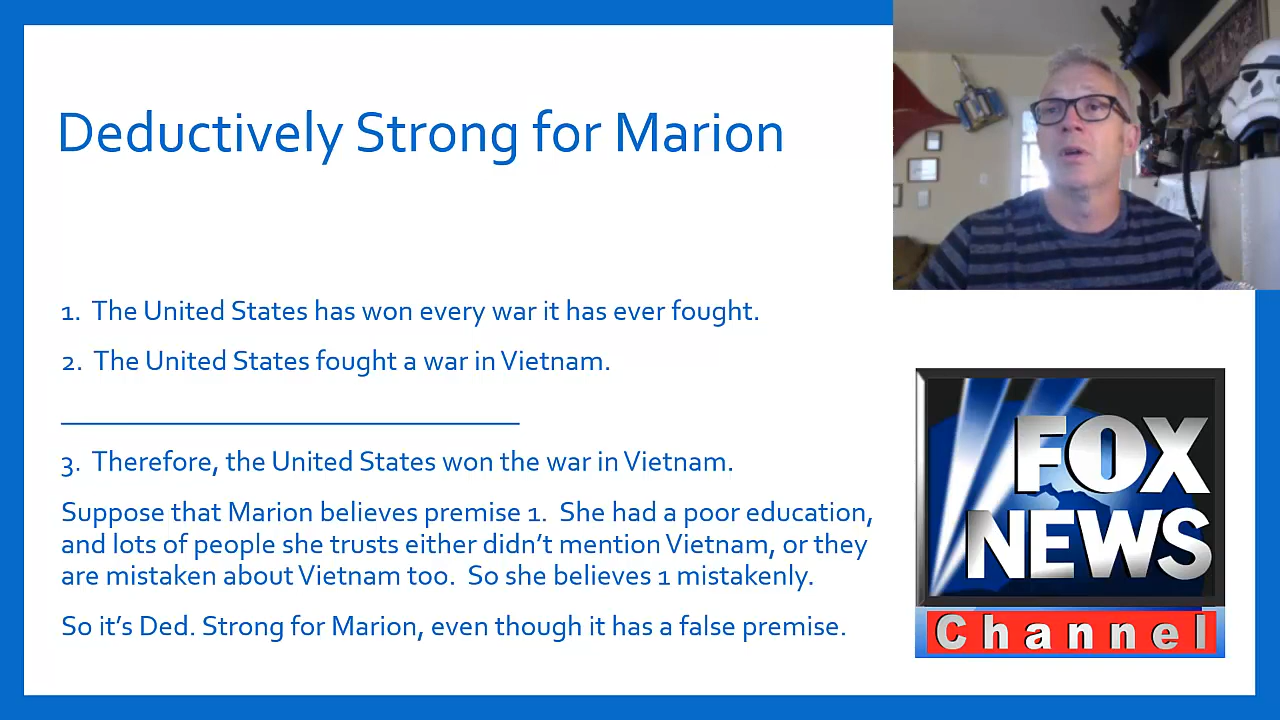 Deductively Strong for Marion
1. The United States has won every war it has ever fought.
2. The United States fought a war in Vietnam.
3. Therefore, the United States won the war in Vietnam.
Suppose that Marion believes premise 1. She had a poor education,
and lots of people she trusts either didn't mention Vietnam, or they
are mistaken about Vietnam too. So she believes 1 mistakenly.
So it's Ded. Strong for Marion, even though it has a false premise.
FOX
NEWS
Channel